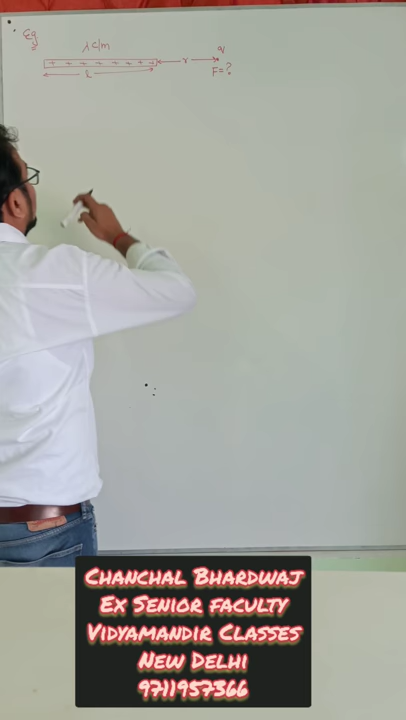 Eg
λ C/m
q
r
l
F = ?
Chanchal Bhardwaj
Ex Senior faculty
Vidyamandir Classes
New Delhi
9711957366